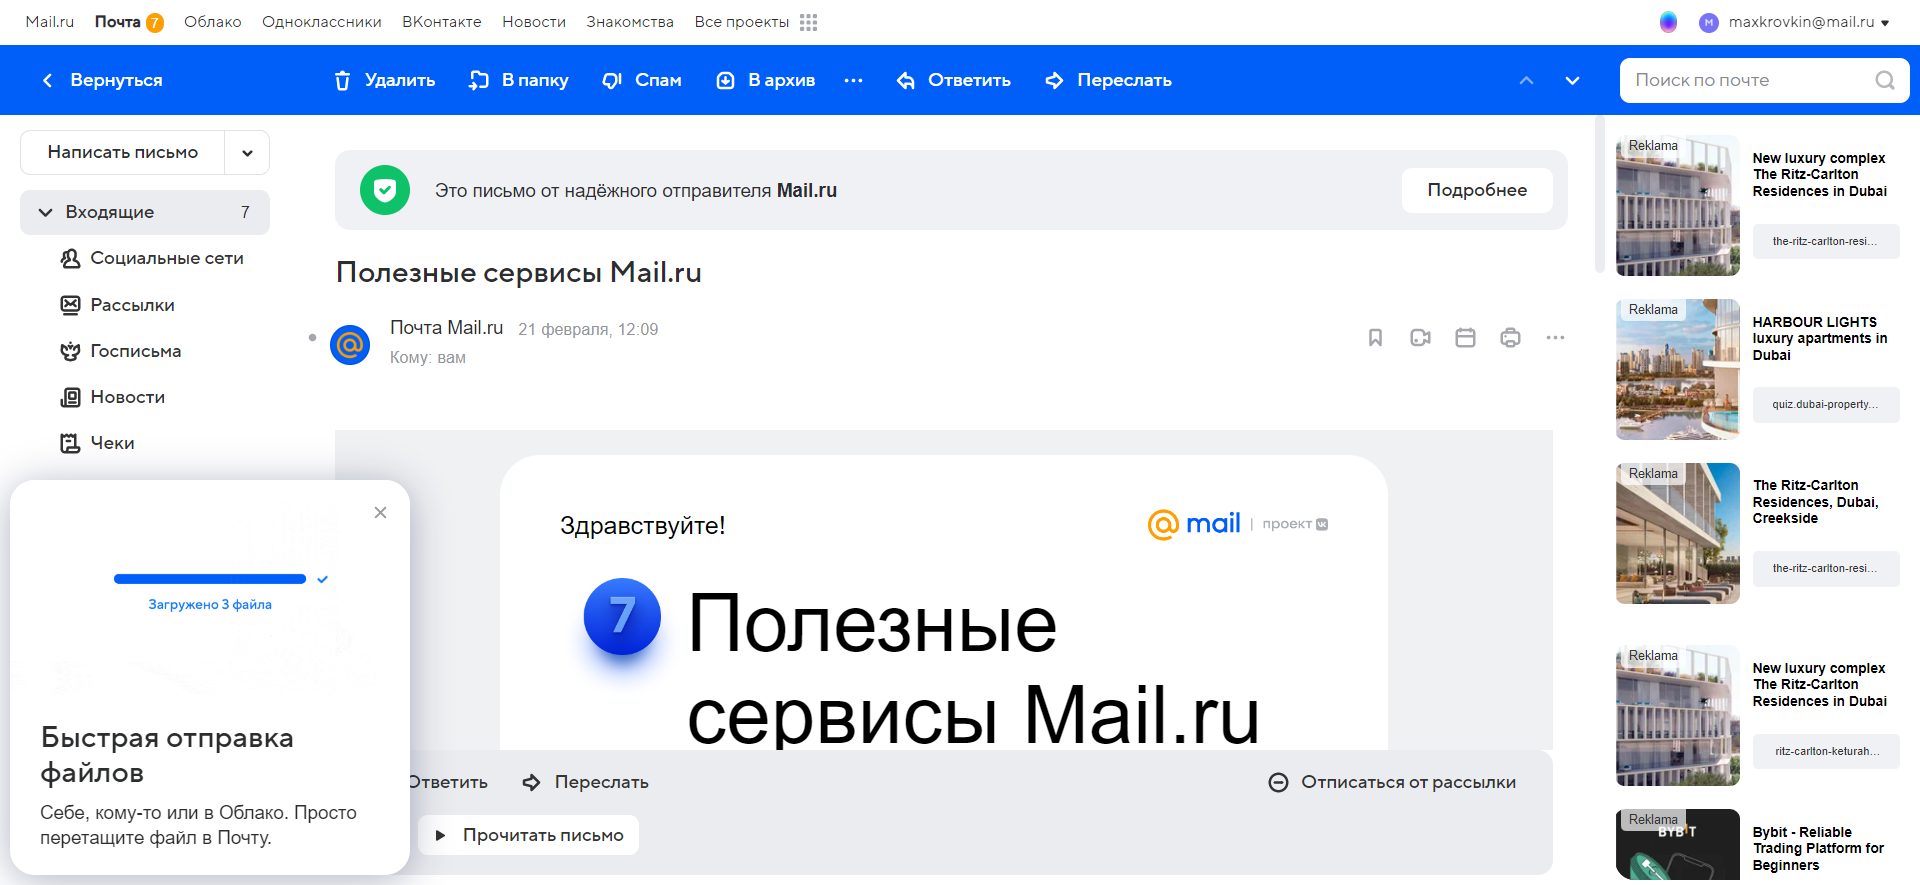 Mail.ru Почта 7 Облако Одноклассники ВКонтакте Новости Знакомства Все проекты
M maxkrovkin@mail.ru
Вернуться Удалить В папку Спам В архив Ответить Переслать Поиск по почте
Написать письмо
Входящие 7
Социальные сети
Рассылки
Госписьма
Новости
Чеки
Загружено 3 файла
Быстрая отправка
файлов
Себе, кому-то или в Облако. Просто
перетащите файл в Почту.
Это письмо от надёжного отправителя Mail.ru
Подробнее
Полезные сервисы Mail.ru
Почта Mail.ru 21 февраля, 12:09
Кому: вам
Здравствуйте!
@mail | проект
7
Полезные
сервисы Mail.ru
Ответить Переслать Отписаться от рассылки
Прочитать письмо
Reklama
New luxury complex
The Ritz-Carlton
Residences in Dubai
the-ritz-carlton-resi...
Reklama
HARBOUR LIGHTS
luxury apartments in
Dubai
quiz.dubai-property...
Reklama
The Ritz-Carlton
Residences, Dubai,
Creekside
the-ritz-carlton-resi...
Reklama
New luxury complex
The Ritz-Carlton
Residences in Dubai
ritz-carlton-keturah...
Reklama
BYBIT
Bybit - Reliable
Trading Platform for
Beginners